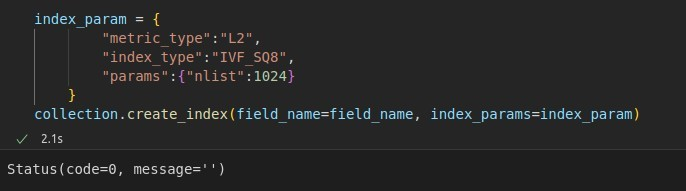 index_param = {
"metric_type":"L2",
"index_type":"IVF_SQ8",
"params":{"nlist":1024}
}
collection.create_index(field_name=field_name, index_params=index_param)
✓ 2.1s
Status(code=0, message='')